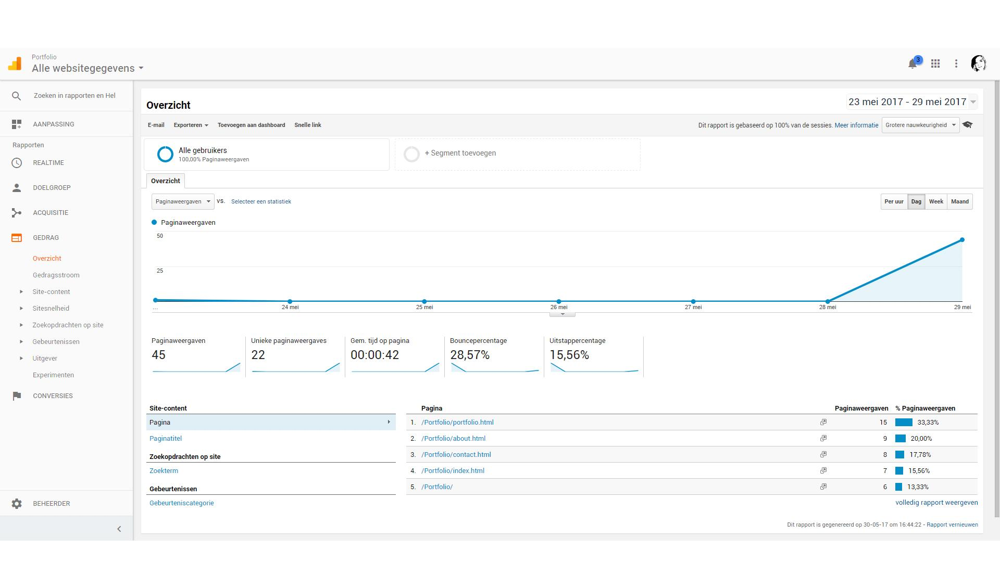 Portfolio
Alle websitegegevens
3
Zoeken in rapporten en Hel
AANPASSING
Rapporten
REALTIME
DOELGROEP
ACQUISITIE
GEDRAG
Overzicht
Gedragsstroom
Site-content
Sitesnelheid
Zoekopdrachten op site
Gebeurtenissen
Uitgever
Experimenten
CONVERSIES
BEHEERDER
Overzicht
23 mei 2017 - 29 mei 2017
E-mail Exporteren Toevoegen aan dashboard Snelle link
Dit rapport is gebaseerd op 100% van de sessies. Meer informatie Grotere nauwkeurigheid
Alle gebruikers
100,00% Paginaweergaven
+ Segment toevoegen
Overzicht
Paginaweergaven vs. Selecteer een statistiek
Per uur Dag Week Maand
Paginaweergaven
50
25
... 24 mei 25 mei 26 mei 27 mei 28 mei 29 mei
Paginaweergaven
45
Unieke paginaweergaves
22
Gem. tijd op pagina
00:00:42
Bouncepercentage
28,57%
Uitstappercentage
15,56%
Site-content
Pagina
Paginatitel
Zoekopdrachten op site
Zoekterm
Gebeurtenissen
Gebeurteniscategorie
Pagina Paginaweergaven % Paginaweergaven
1. /Portfolio/portfolio.html 15 33,33%
2. /Portfolio/about.html 9 20,00%
3. /Portfolio/contact.html 8 17,78%
4. /Portfolio/index.html 7 15,56%
5. /Portfolio/ 6 13,33%
volledig rapport weergeven
Dit rapport is gegenereerd op 30-05-17 om 16:44:22 - Rapport vernieuwen